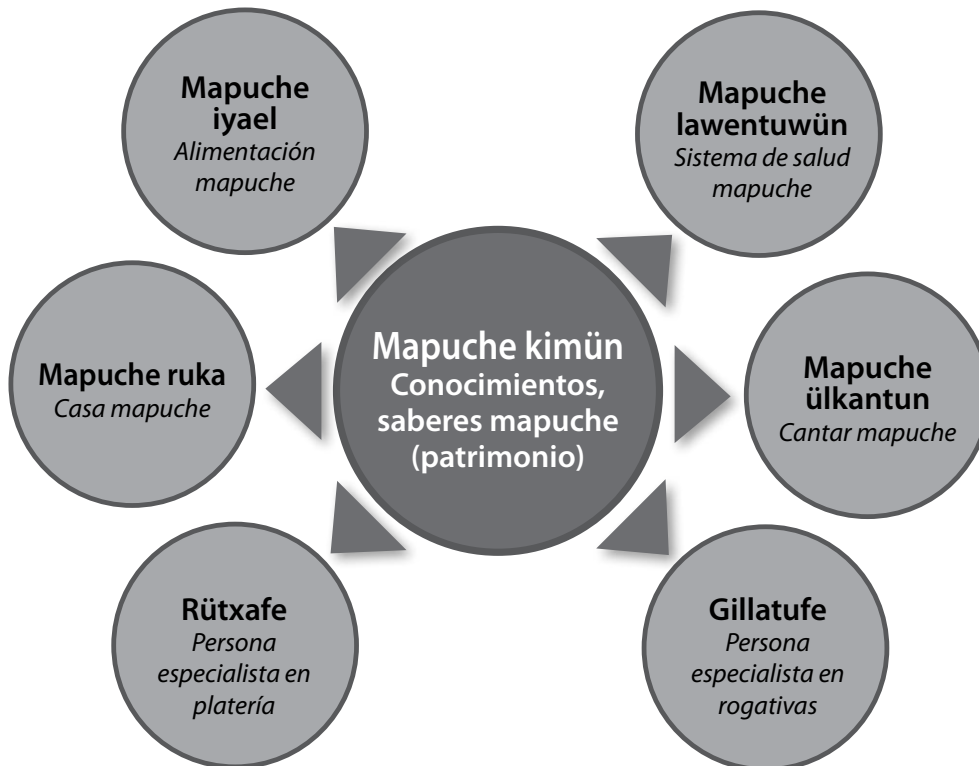 Mapuche
iyael
Alimentación
mapuche
Mapuche
lawentuwün
Sistema de salud
mapuche
Mapuche ruka
Casa mapuche
Mapuche kimün
Conocimientos,
saberes mapuche
(patrimonio)
Mapuche
ülkantun
Cantar mapuche
Rütxafe
Persona
especialista en
platería
Gillatufe
Persona
especialista en
rogativas